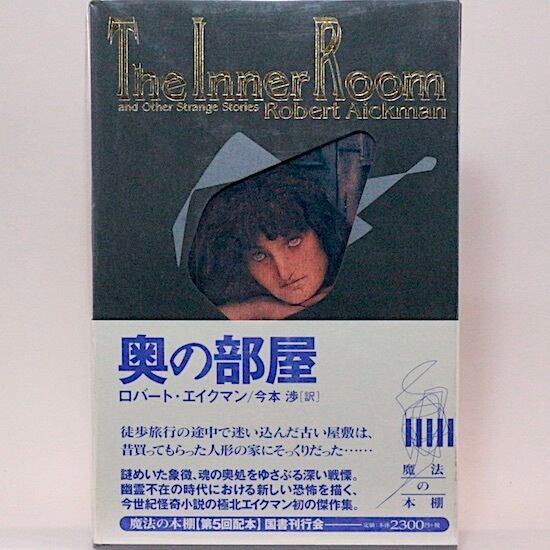 The Inner Room
and Other Strange Stories
Robert Aickman
奥の部屋
ロバート・エイクマン/今本 渉[訳]
徒歩旅行の途中で迷い込んだ古い屋敷は、
昔買ってもらった人形の家にそっくりだった……
謎めいた象徴、魂の奥処をゆさぶる深い戦慄。
幽霊不在の時代における新しい恐怖を描く、
今世紀怪奇小説の極北エイクマン初の傑作集。
魔法の本棚[第5回配本]国書刊行会 定価:本体2300円+税
魔法
の
本棚